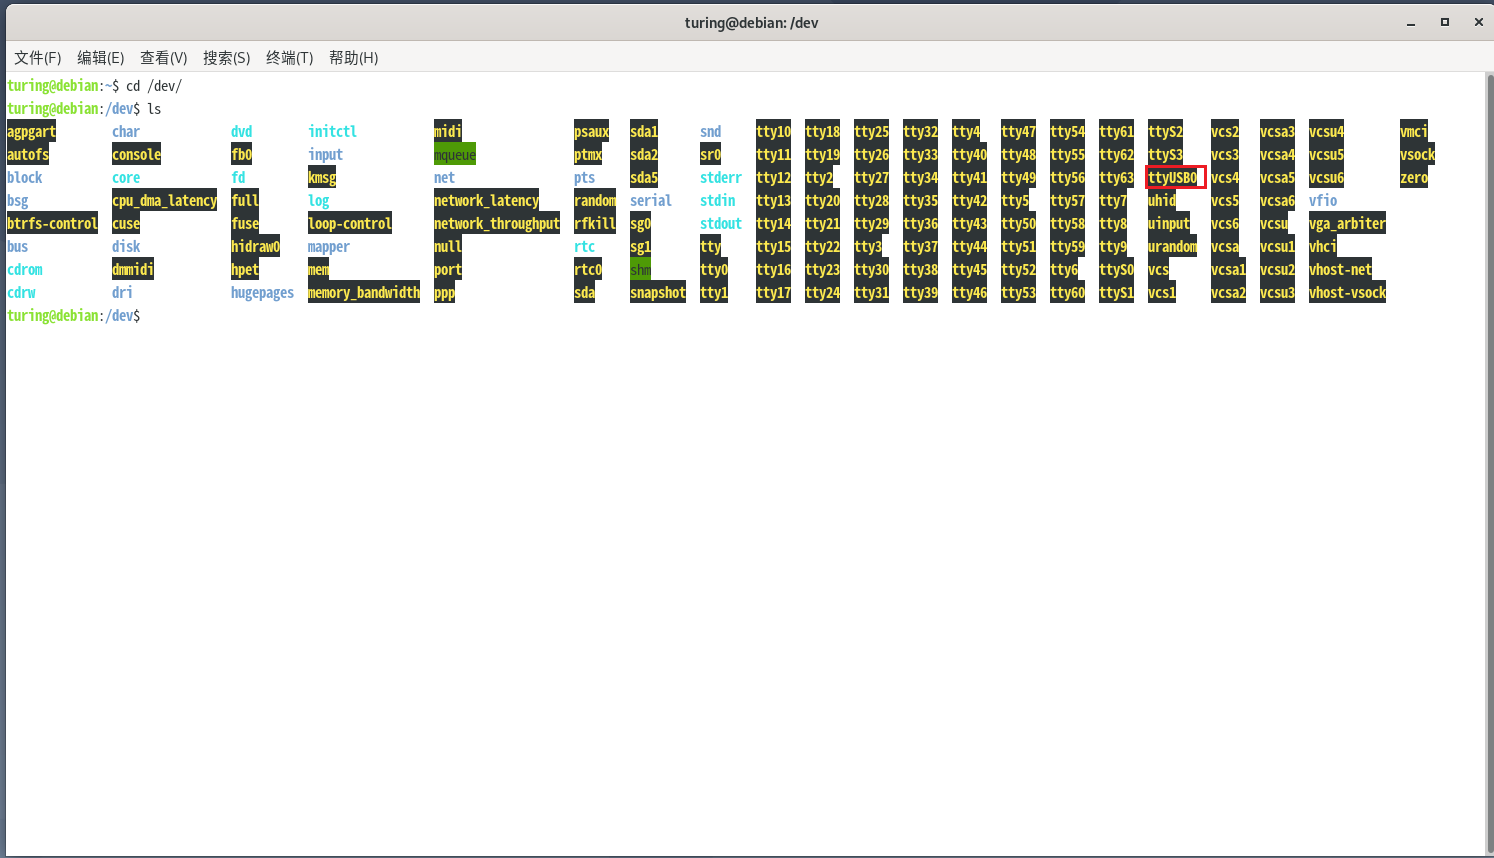 turing@debian: /dev
文件(F) 编辑(E) 查看(V) 搜索(S) 终端(T) 帮助(H)
turing@debian:~$ cd /dev/
turing@debian:/dev$ ls
agpgart char dvd initctl midi psaux sda1 snd tty10 tty18 tty25 tty32 tty4 tty47 tty54 tty61 ttyS2 vcs2 vcsa3 vcsu4 vmci
autofs console fb0 input mqueue ptmx sda2 sr0 tty11 tty19 tty26 tty33 tty40 tty48 tty55 tty62 ttyS3 vcs3 vcsa4 vcsu5 vsock
block core fd kmsg net pts sda5 stderr tty12 tty2 tty27 tty34 tty41 tty49 tty56 tty63 ttyUSB0 vcs4 vcsa5 vcsu6 zero
bsg cpu_dma_latency full log network_latency random serial stdin tty13 tty20 tty28 tty35 tty42 tty5 tty57 tty7 uhid vcs5 vcsa6 vfio
btrfs-control cuse fuse loop-control network_throughput rfkill sg0 stdout tty14 tty21 tty29 tty36 tty43 tty50 tty58 tty8 uinput vcs6 vcsu vga_arbiter
bus disk hidraw0 mapper null rtc sg1 tty tty15 tty22 tty3 tty37 tty44 tty51 tty59 tty9 urandom vcsa vcsu1 vhci
cdrom dmmidi hpet mem port rtc0 shm tty0 tty16 tty23 tty30 tty38 tty45 tty52 tty6 ttyS0 vcs vcsa1 vcsu2 vhost-net
cdrw dri hugepages memory_bandwidth ppp sda snapshot tty1 tty17 tty24 tty31 tty39 tty46 tty53 tty60 ttyS1 vcs1 vcsa2 vcsu3 vhost-vsock
turing@debian:/dev$